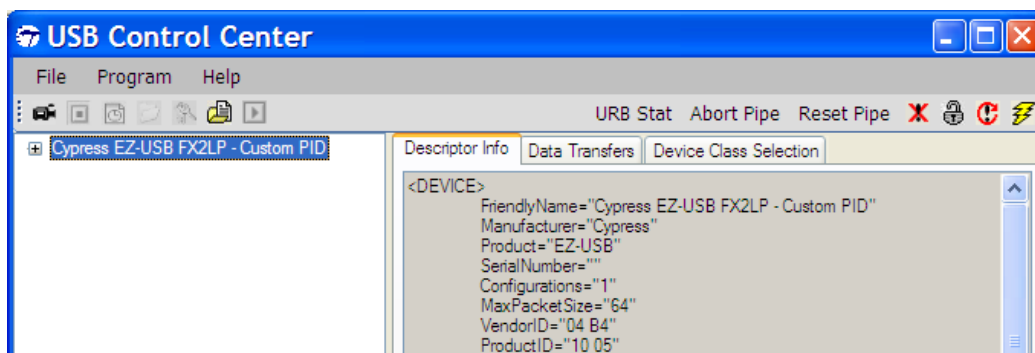 USB Control Center
File Program Help
URB Stat Abort Pipe Reset Pipe
Cypress EZ-USB FX2LP - Custom PID
Descriptor Info Data Transfers Device Class Selection
<DEVICE>
FriendlyName="Cypress EZ-USB FX2LP - Custom PID"
Manufacturer="Cypress"
Product="EZ-USB"
SerialNumber=""
Configurations="1"
MaxPacketSize="64"
VendorID="04 B4"
ProductID="10 05"